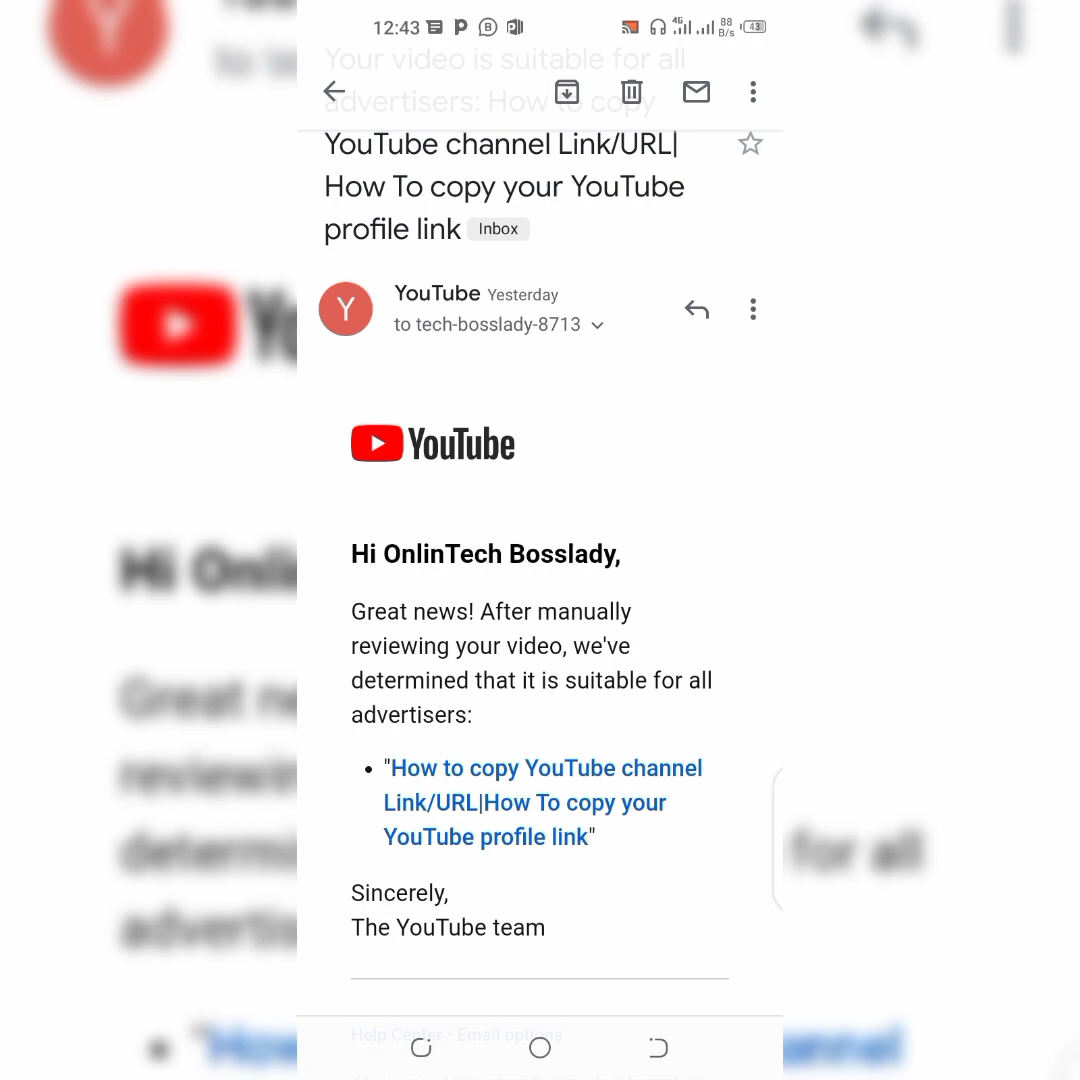 12:43
4G
88
B/s
43
Your video is suitable for all
advertisers: How to copy
YouTube channel Link/URL|
How To copy your YouTube
profile link Inbox
Y
YouTube Yesterday
to tech-bosslady-8713
YouTube
Hi OnlinTech Bosslady,
Great news! After manually
reviewing your video, we've
determined that it is suitable for all
advertisers:
• "How to copy YouTube channel
Link/URL|How To copy your
YouTube profile link"
Sincerely,
The YouTube team
Help Center • Email options